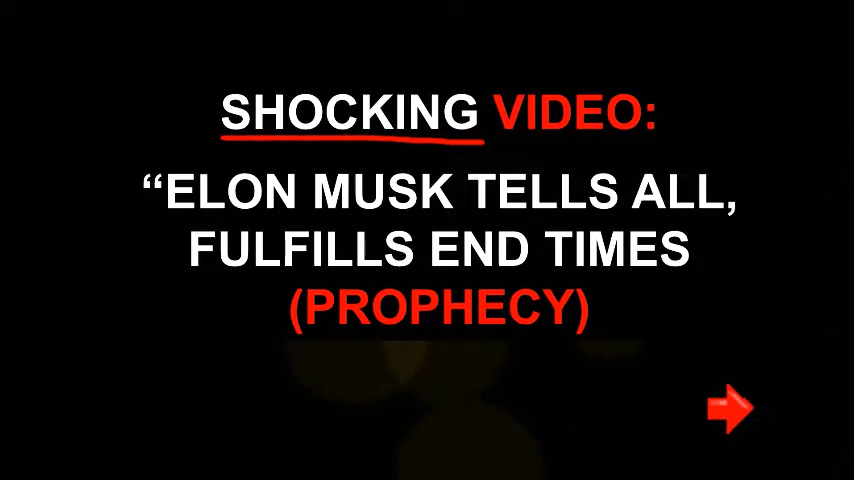 SHOCKING VIDEO:
“ELON MUSK TELLS ALL,
FULFILLS END TIMES
(PROPHECY)